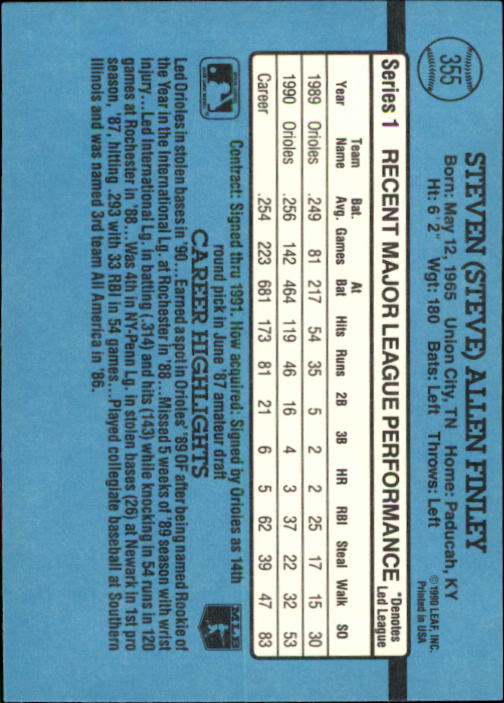 355
STEVEN (STEVE) ALLEN FINLEY
Born: May 12, 1965 Union City, TN Home: Paducah, KY
Ht: 6'2" Wgt: 180 Bats: Left Throws: Left
© 1990 LEAF, INC.
Printed in USA
Series 1 RECENT MAJOR LEAGUE PERFORMANCE *Denotes Led League
Year Team Name Bat. Avg. Games At Bat Hits Runs 2B 3B HR RBI Steal Walk SO
1989 Orioles .249 81 217 54 35 5 2 2 25 17 15 30
1990 Orioles .256 142 464 119 46 16 4 3 37 22 32 53
Career .254 223 681 173 81 21 6 5 62 39 47 83
Contract: Signed thru 1991. How acquired: Signed by Orioles as 14th
round pick in June '87 amateur draft
CAREER HIGHLIGHTS
MLB
Led Orioles in stolen bases in '90...Earned a spot in Orioles' '89 OF after being named Rookie of
the Year in the International Lg. at Rochester in '88...Missed 5 weeks of '89 season with wrist
injury...Led International Lg. in batting (.314) and hits (143) while knocking in 54 runs in 120
games at Rochester in '88...Was 4th in NY-Penn Lg. in stolen bases (26) at Newark in 1st pro
season, '87, hitting .293 with 33 RBI in 54 games...Played collegiate baseball at Southern
Illinois and was named 3rd team All America in '86.